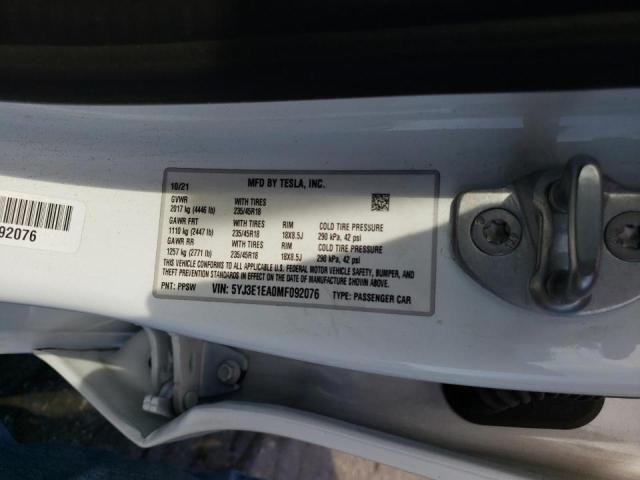 10/21 MFD BY TESLA, INC.
GVWR WITH TIRES
2017 kg (4446 lb) 235/45R18
GAWR FRT WITH TIRES RIM COLD TIRE PRESSURE
1110 kg (2447 lb) 235/45R18 18X8.5J 290 kPa, 42 psi
GAWR RR WITH TIRES RIM COLD TIRE PRESSURE
1257 kg (2771 lb) 235/45R18 18X8.5J 290 kPa, 42 psi
THIS VEHICLE CONFORMS TO ALL APPLICABLE U.S. FEDERAL MOTOR VEHICLE SAFETY, BUMPER, AND
THEFT PREVENTION STANDARDS IN EFFECT ON THE DATE OF MANUFACTURE SHOWN ABOVE.
PNT: PPSW VIN: 5YJ3E1EA0MF092076 TYPE: PASSENGER CAR
092076